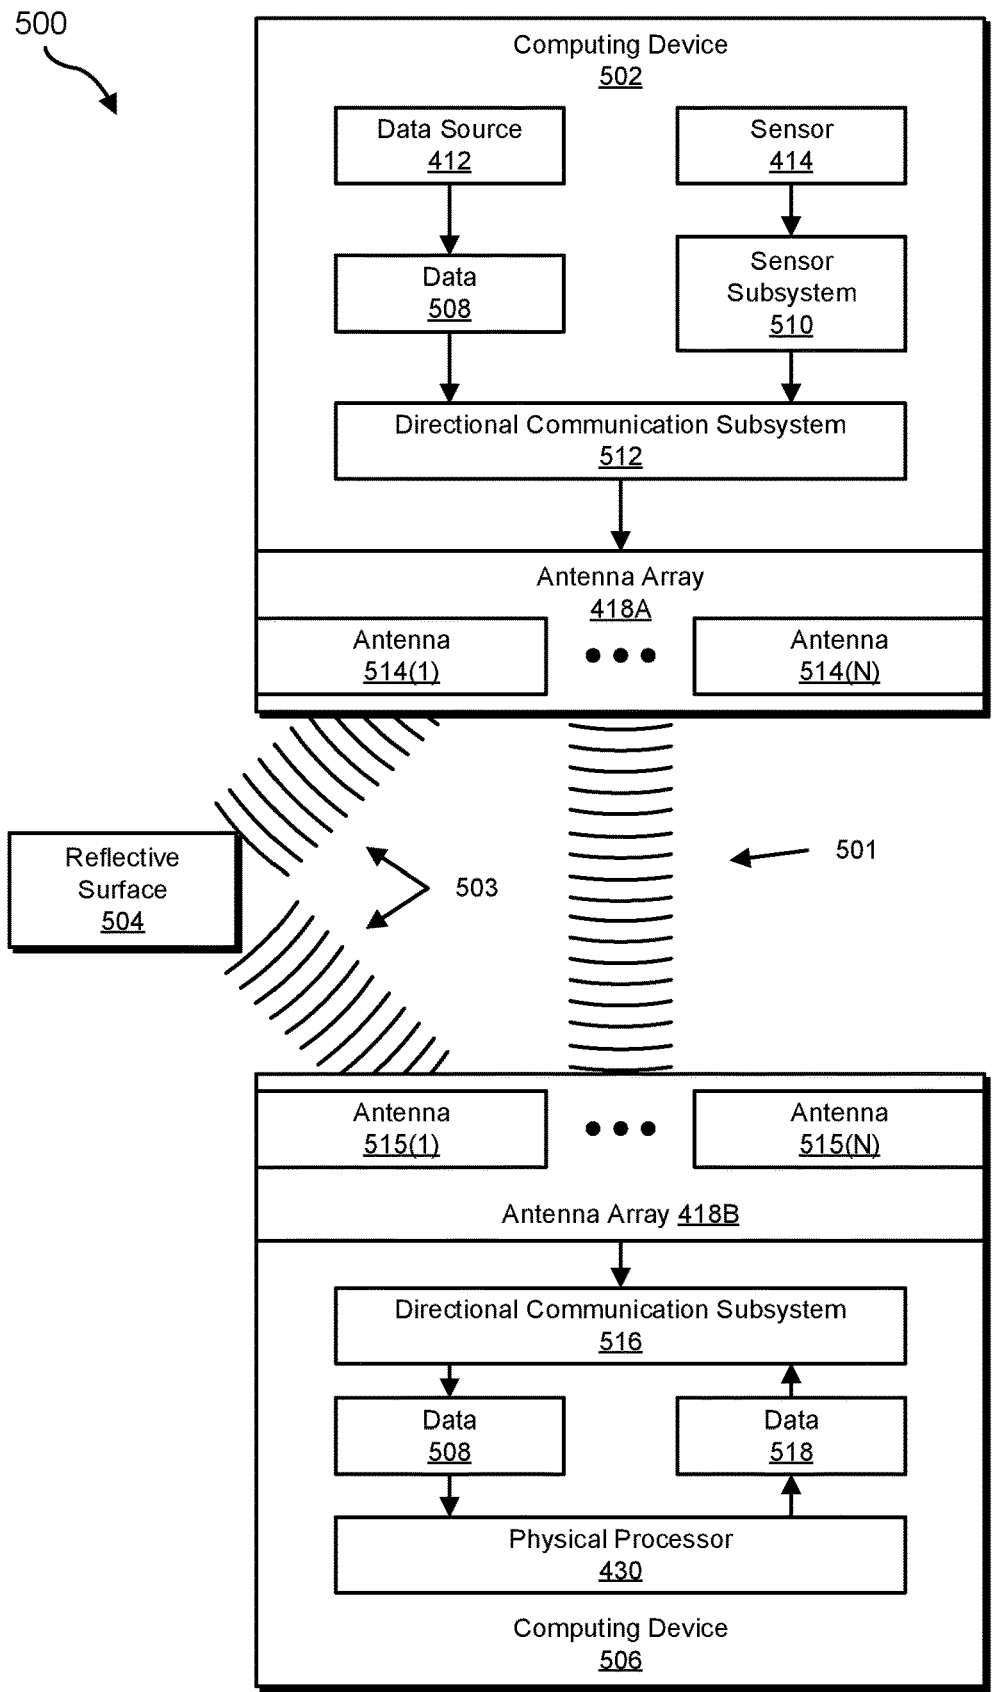 500
Computing Device
502
Data Source
412
Sensor
414
Data
508
Sensor
Subsystem
510
Directional Communication Subsystem
512
Antenna Array
418A
Antenna
514(1)
Antenna
514(N)
Reflective
Surface
504
503
501
Antenna
515(1)
Antenna
515(N)
Antenna Array 418B
Directional Communication Subsystem
516
Data
508
Data
518
Physical Processor
430
Computing Device
506